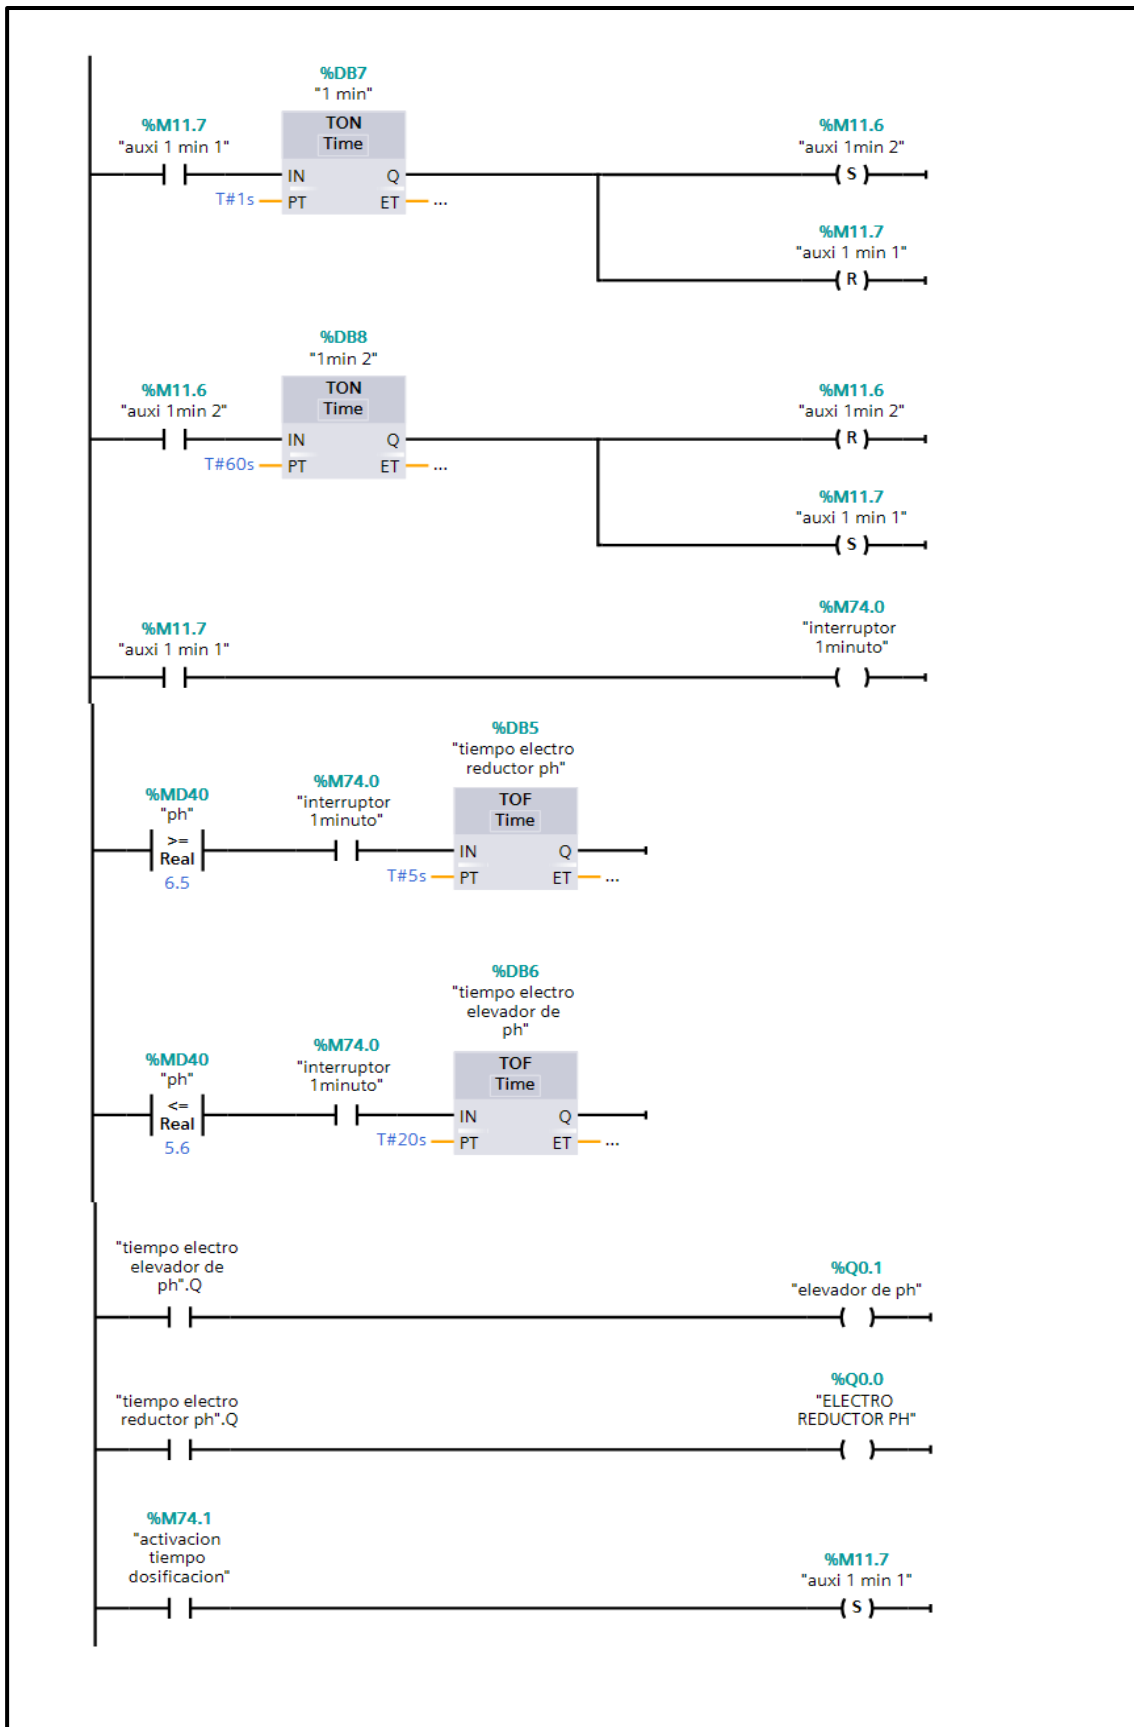 %DB7
"1 min"
%M11.7
"auxi 1 min 1"
TON
Time
IN Q
T#1s PT ET ...
%M11.6
"auxi 1min 2"
S
%M11.7
"auxi 1 min 1"
R
%DB8
"1min 2"
%M11.6
"auxi 1min 2"
TON
Time
IN Q
T#60s PT ET ...
%M11.6
"auxi 1min 2"
R
%M11.7
"auxi 1 min 1"
S
%M11.7
"auxi 1 min 1"
%M74.0
"interruptor
1minuto"
%DB5
"tiempo electro
reductor ph"
%MD40
"ph"
>=
Real
6.5
%M74.0
"interruptor
1minuto"
TOF
Time
IN Q
T#5s PT ET ...
%DB6
"tiempo electro
elevador de
ph"
%MD40
"ph"
<=
Real
5.6
%M74.0
"interruptor
1minuto"
TOF
Time
IN Q
T#20s PT ET ...
"tiempo electro
elevador de
ph".Q
%Q0.1
"elevador de ph"
"tiempo electro
reductor ph".Q
%Q0.0
"ELECTRO
REDUCTOR PH"
%M74.1
"activacion
tiempo
dosificacion"
%M11.7
"auxi 1 min 1"
S